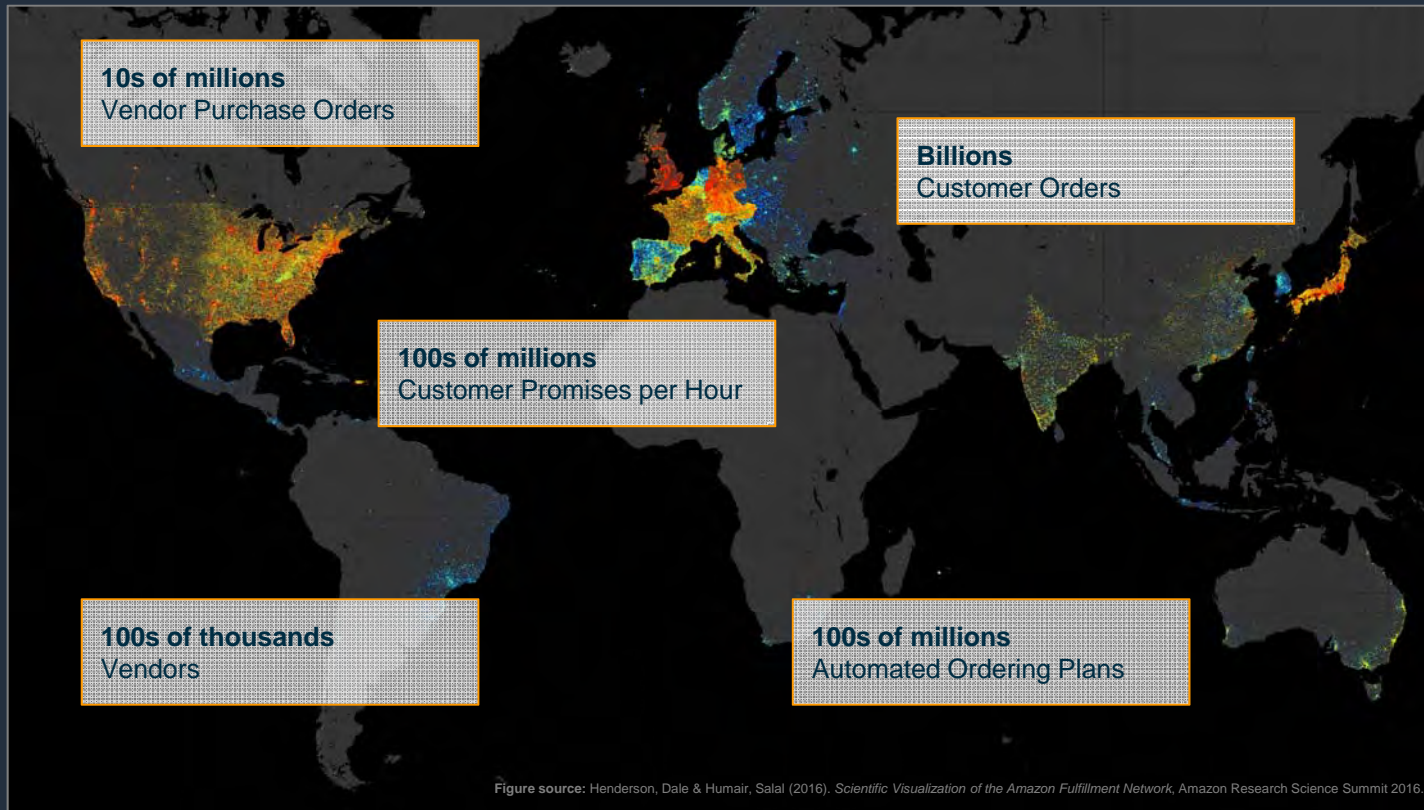 10s of millions
Vendor Purchase Orders
Billions
Customer Orders
100s of millions
Customer Promises per Hour
100s of thousands
Vendors
100s of millions
Automated Ordering Plans
Figure source: Henderson, Dale & Humair, Salal (2016). Scientific Visualization of the Amazon Fulfillment Network, Amazon Research Science Summit 2016.